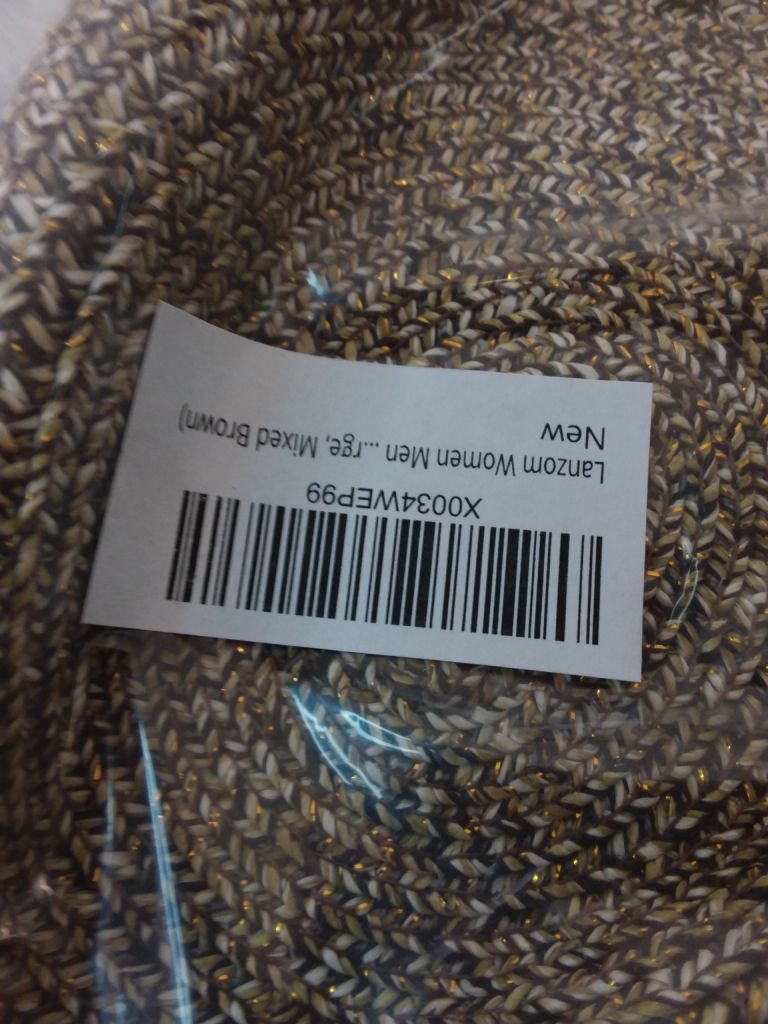 X0034WEP99
Lanzom Women Men ...rge, Mixed Brown)
New